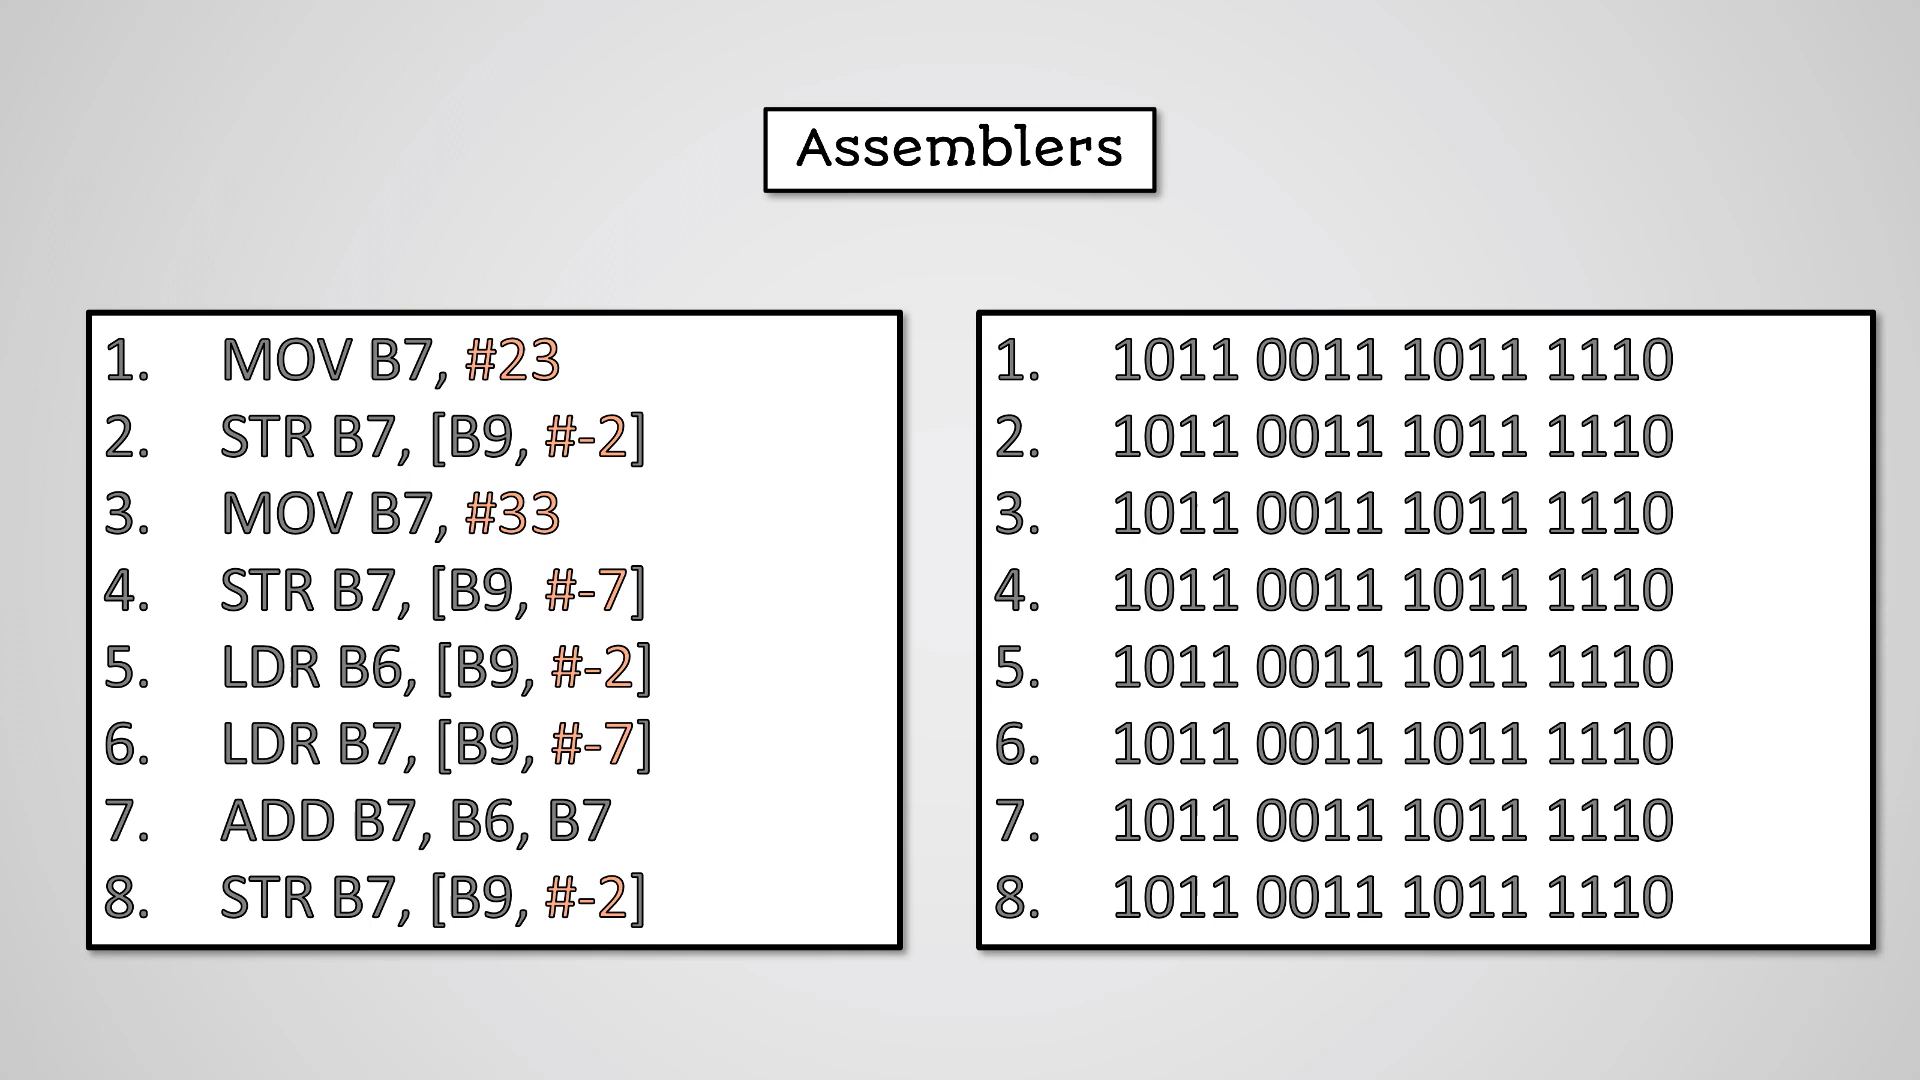 Assemblers
1. MOV B7, #23
2. STR B7, [B9, #-2]
3. MOV B7, #33
4. STR B7, [B9, #-7]
5. LDR B6, [B9, #-2]
6. LDR B7, [B9, #-7]
7. ADD B7, B6, B7
8. STR B7, [B9, #-2]
1. 1011 0011 1011 1110
2. 1011 0011 1011 1110
3. 1011 0011 1011 1110
4. 1011 0011 1011 1110
5. 1011 0011 1011 1110
6. 1011 0011 1011 1110
7. 1011 0011 1011 1110
8. 1011 0011 1011 1110